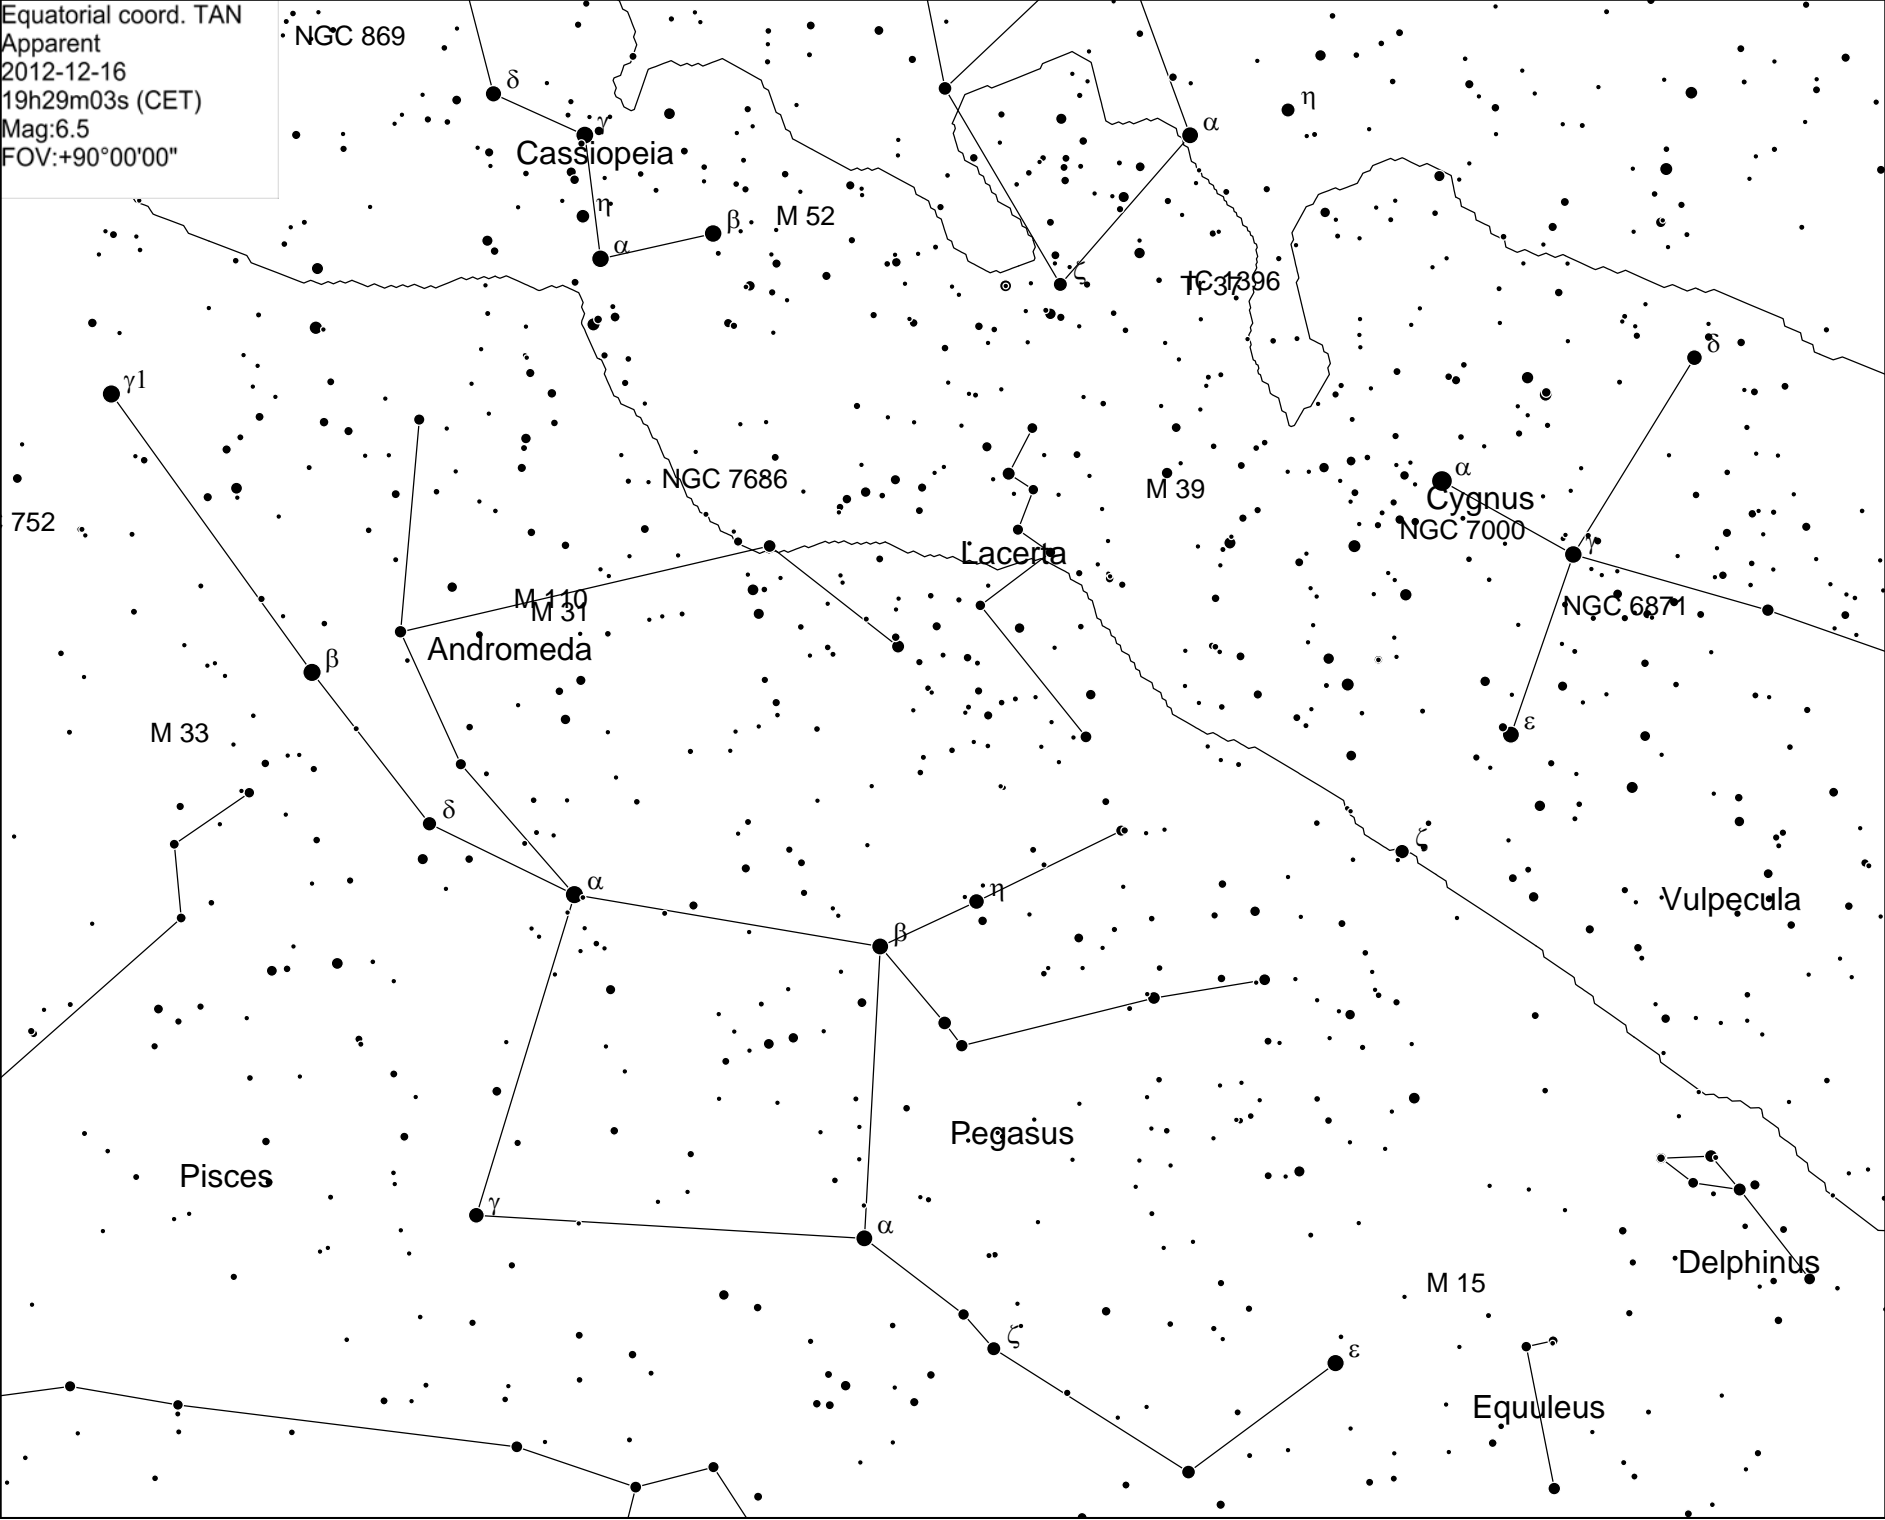 Equatorial coord. TAN
Apparent
2012-12-16
19h29m03s (CET)
Mag:6.5
FOV:+90°00'00"
NGC 869
δ
γ
Cassiopeia
η
α
β
M 52
α
η
ζ
Tr 37
IC 1396
δ
γ1
NGC 7686
M 39
α
Cygnus
NGC 7000
752
γ
Lacerta
M 110
M 31
NGC 6871
Andromeda
β
M 33
ε
δ
ζ
α
η
Vulpecula
β
Pegasus
Pisces
γ
α
Delphinus
M 15
ζ
ε
Equuleus